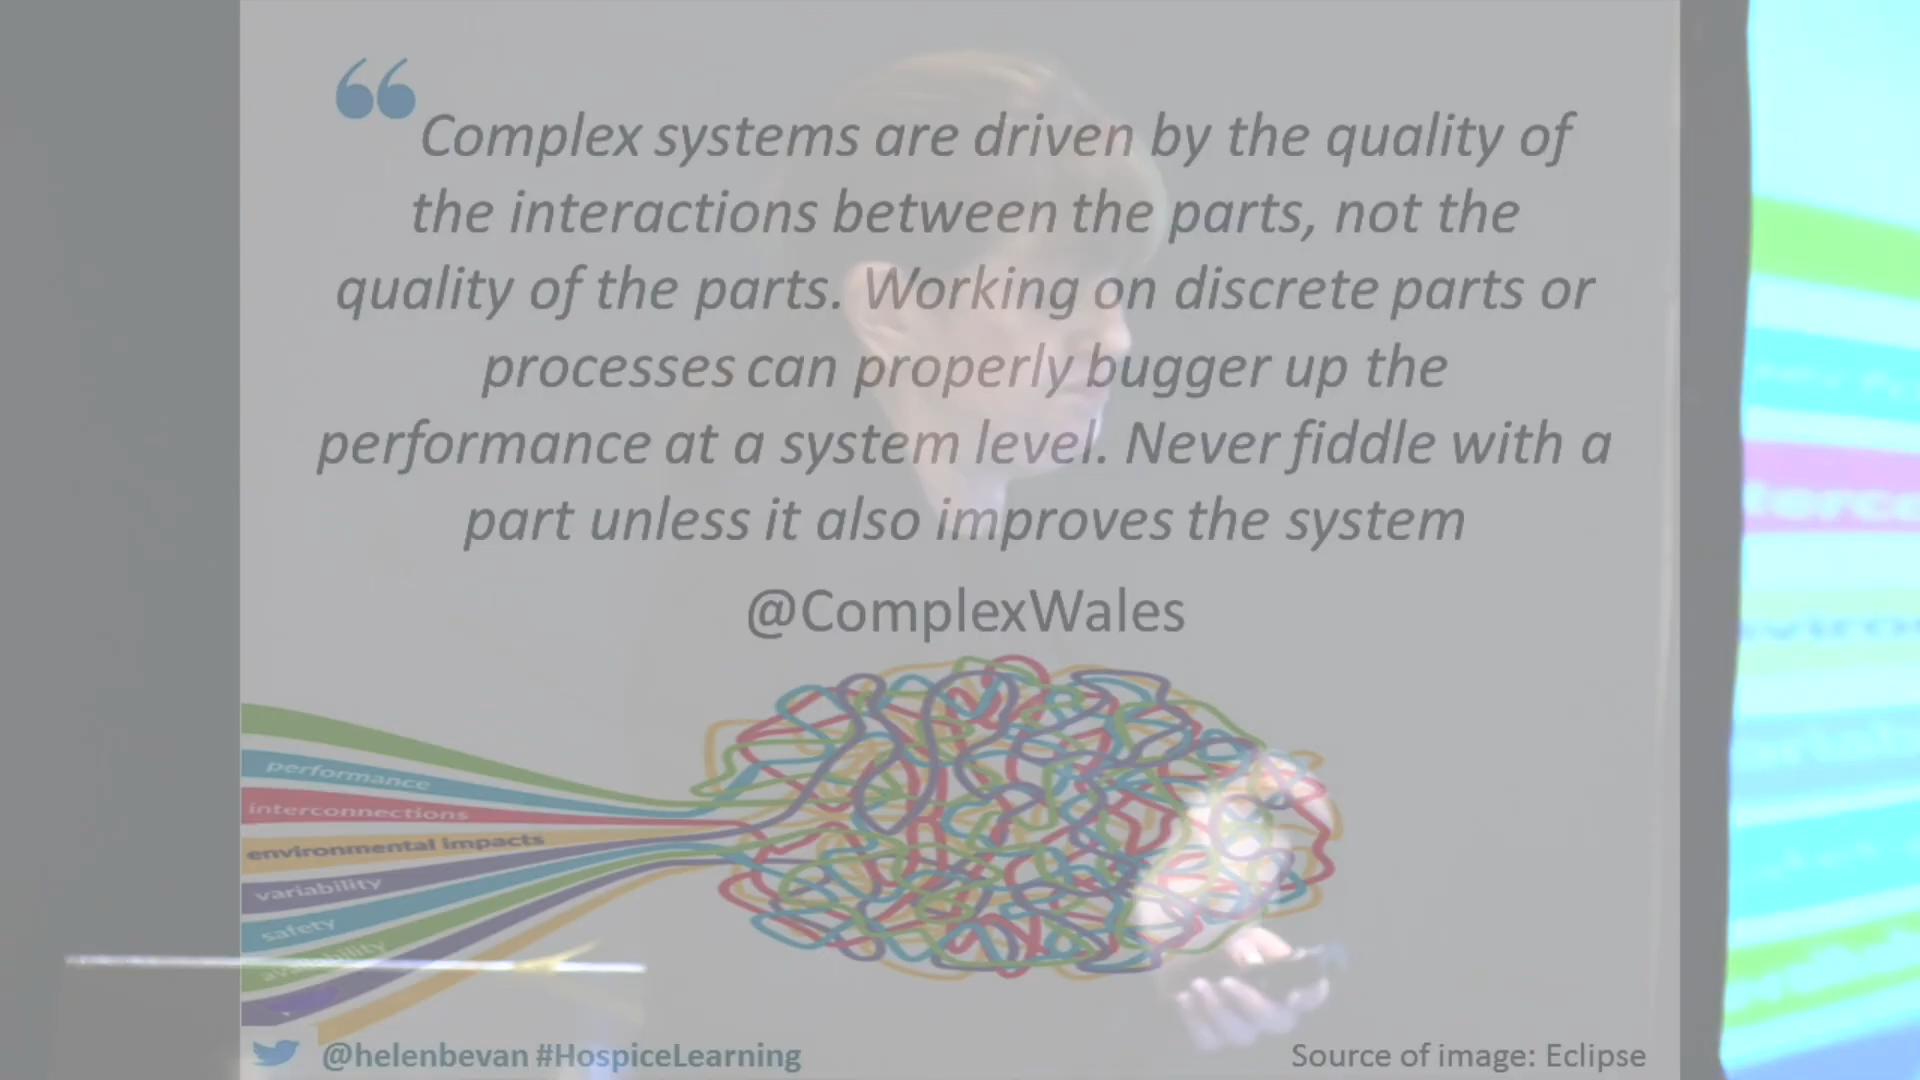 “Complex systems are driven by the quality of
the interactions between the parts, not the
quality of the parts. Working on discrete parts or
processes can properly bugger up the
performance at a system level. Never fiddle with a
part unless it also improves the system
@ComplexWales
performance
interconnections
environmental impacts
variability
safety
availability
@helenbevan #HospiceLearning
Source of image: Eclipse